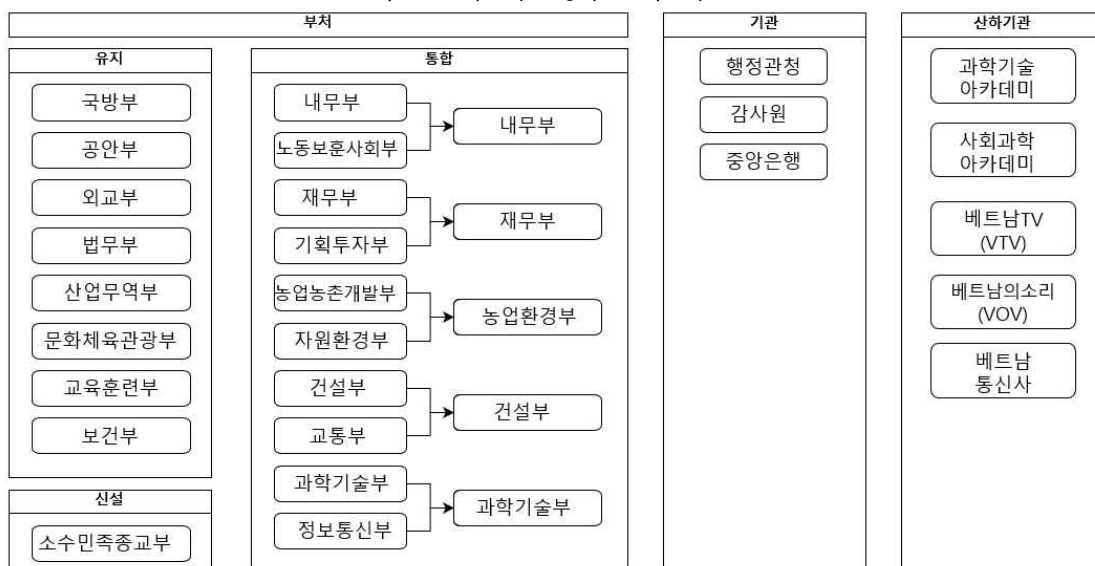 부처
유지
국방부
공안부
외교부
법무부
산업무역부
문화체육관광부
교육훈련부
보건부
신설
소수민족종교부
통합
내무부
노동보훈사회부
내무부
재무부
기획투자부
재무부
농업농촌개발부
자원환경부
농업환경부
건설부
교통부
건설부
과학기술부
정보통신부
과학기술부
기관
행정관청
감사원
중앙은행
산하기관
과학기술
아카데미
사회과학
아카데미
베트남TV
(VTV)
베트남의소리
(VOV)
베트남
통신사